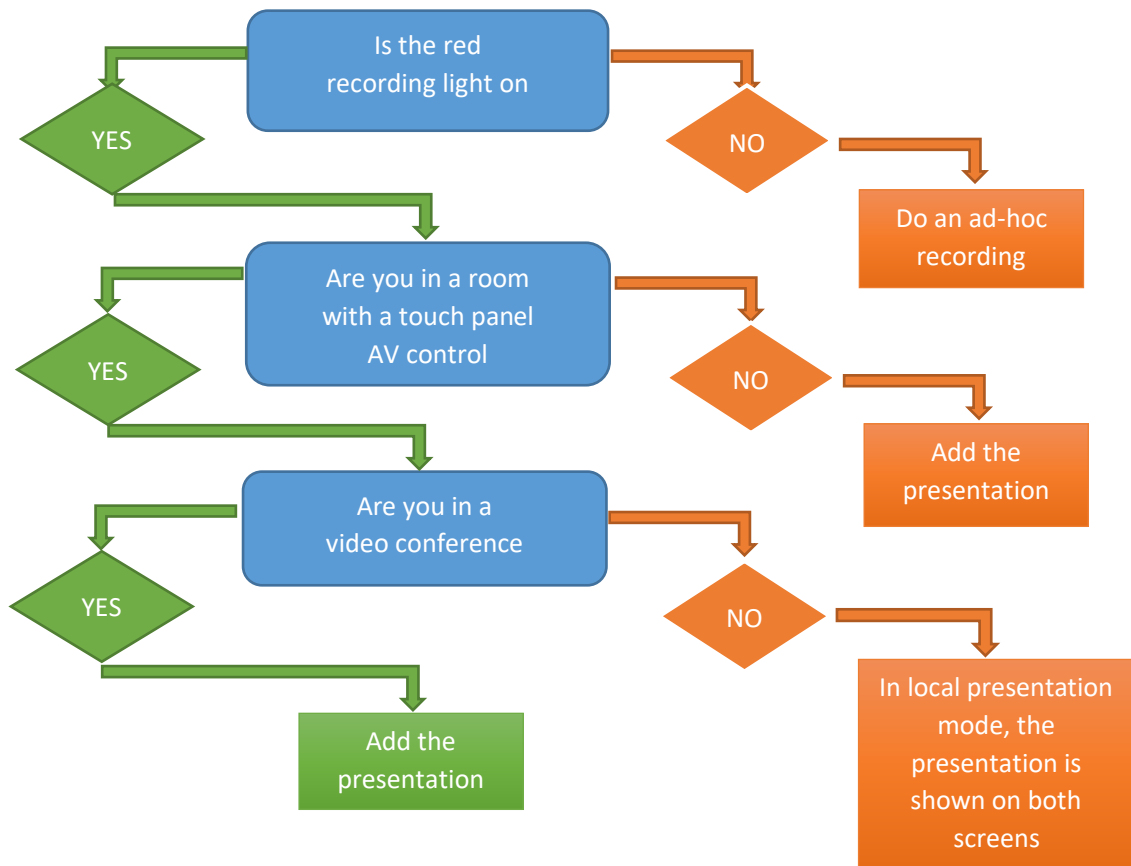 Is the red
recording light on
YES
NO
Do an ad-hoc
recording
Are you in a room
with a touch panel
AV control
YES
NO
Add the
presentation
Are you in a
video conference
YES
NO
In local presentation
mode, the
presentation is
shown on both
screens
Add the
presentation